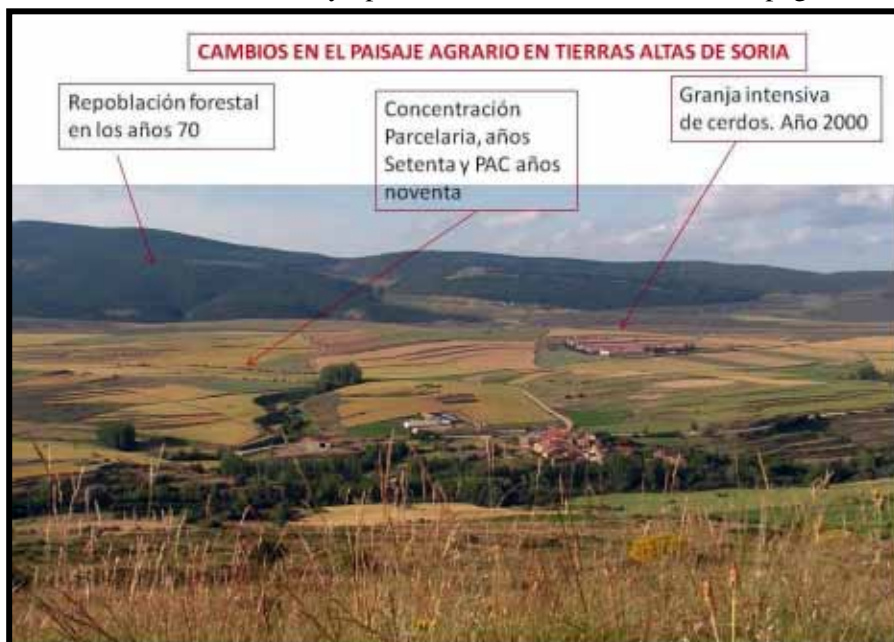 CAMBIOS EN EL PAISAJE AGRARIO EN TIERRAS ALTAS DE SORIA
Repoblación forestal
en los años 70
Concentración
Parcelaria, años
Setenta y PAC años
noventa
Granja intensiva
de cerdos. Año 2000